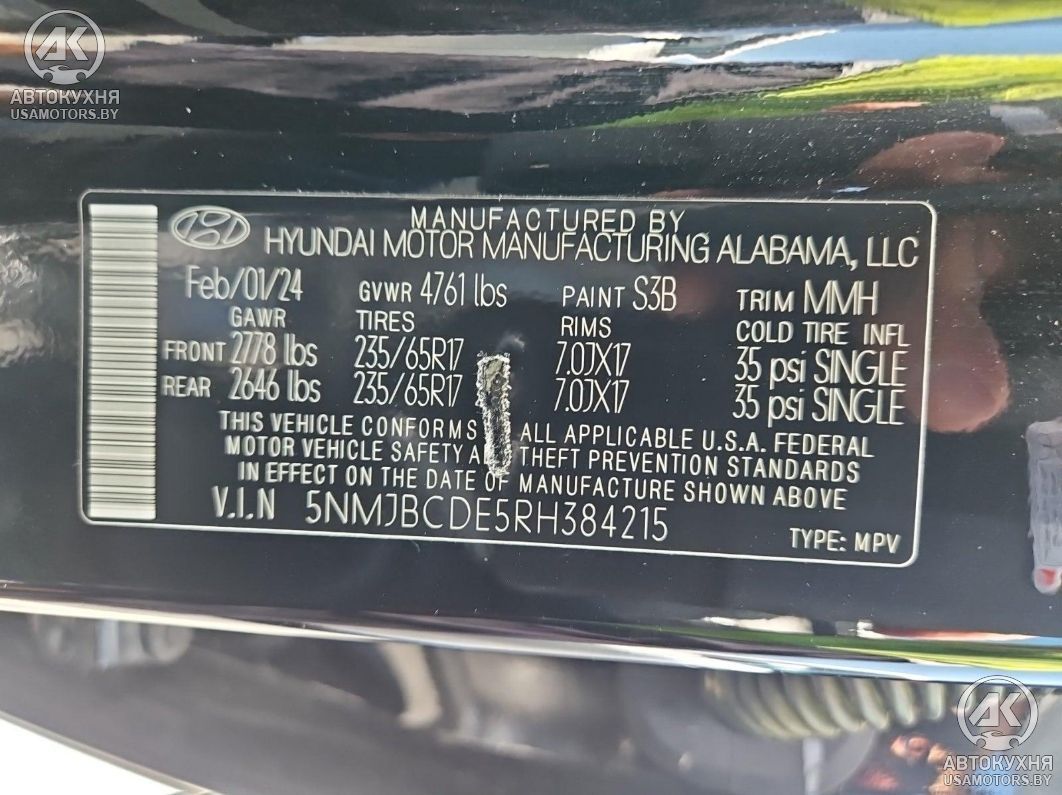 AK
АВТОКУХНЯ
USAMOTORS.BY
MANUFACTURED BY
HYUNDAI MOTOR MANUFACTURING ALABAMA, LLC
Feb/01/24 GVWR 4761 lbs PAINT S3B TRIM MMH
GAWR TIRES RIMS COLD TIRE INFL
FRONT 2778 lbs 235/65R17 7.0JX17 35 psi SINGLE
REAR 2646 lbs 235/65R17 7.0JX17 35 psi SINGLE
THIS VEHICLE CONFORMS ALL APPLICABLE U.S.A. FEDERAL
MOTOR VEHICLE SAFETY THEFT PREVENTION STANDARDS
IN EFFECT ON THE DATE OF MANUFACTURE SHOWN ABOVE
V.I.N 5NMJBCDE5RH384215
TYPE: MPV
AK
АВТОКУХНЯ
USAMOTORS.BY